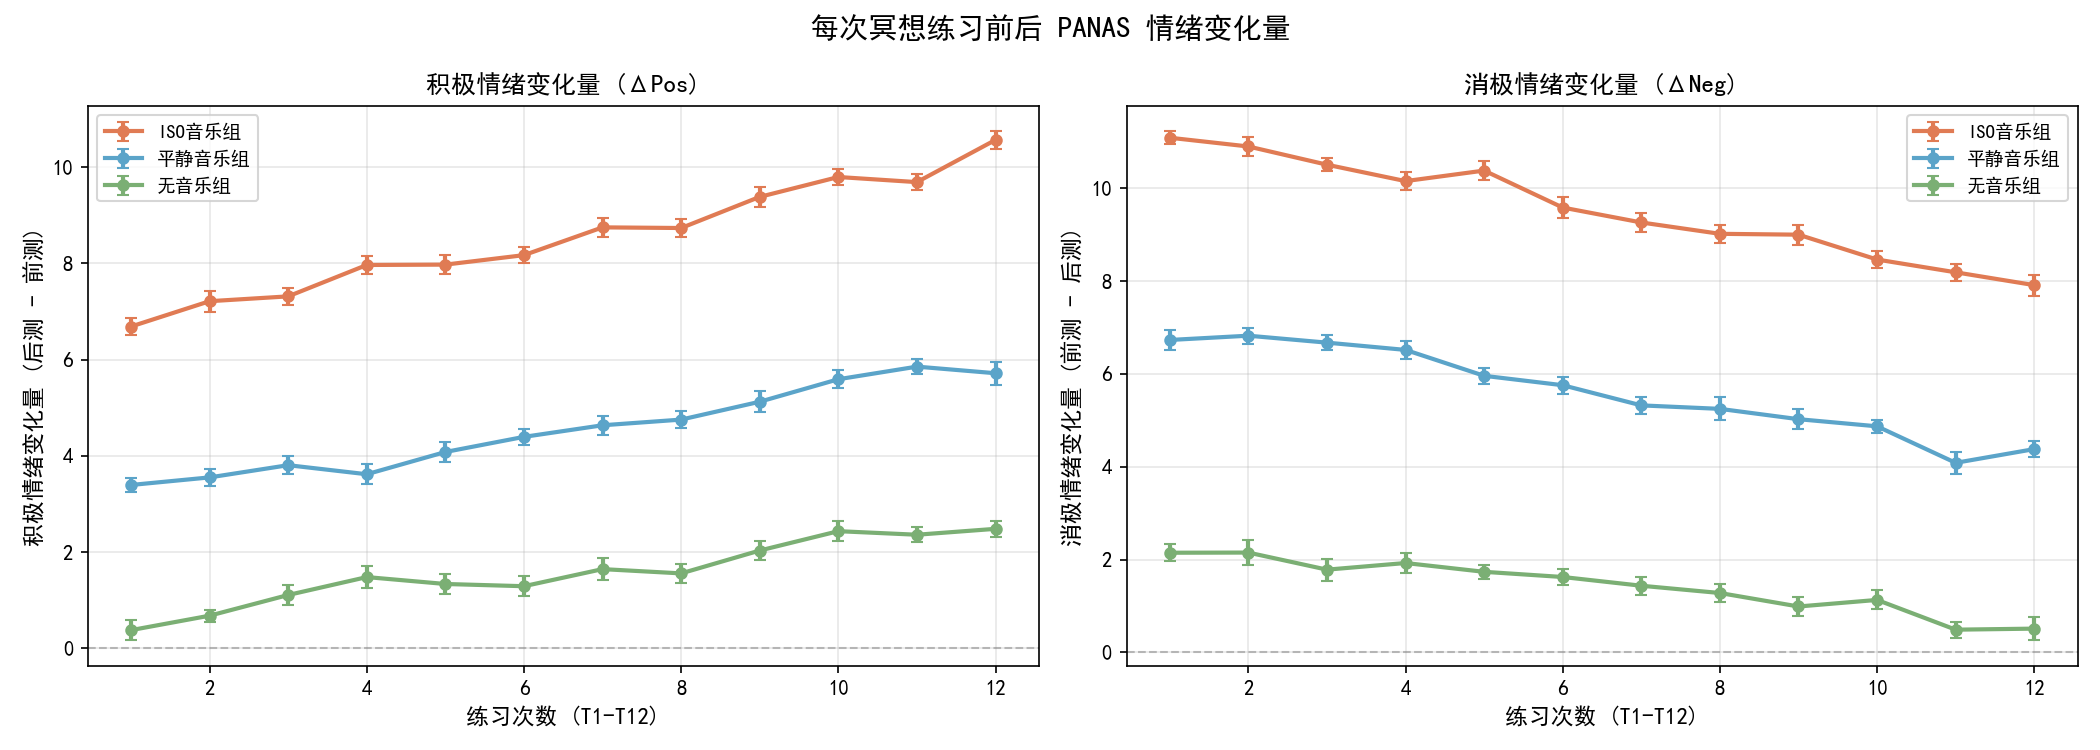 每次冥想练习前后 PANAS 情绪变化量
积极情绪变化量 (ΔPos)
积极情绪变化量 (后测 - 前测)
10
8
6
4
2
0
ISO音乐组
平静音乐组
无音乐组
2 4 6 8 10 12
练习次数 (T1-T12)
消极情绪变化量 (ΔNeg)
消极情绪变化量 (前测 - 后测)
10
8
6
4
2
0
ISO音乐组
平静音乐组
无音乐组
2 4 6 8 10 12
练习次数 (T1-T12)